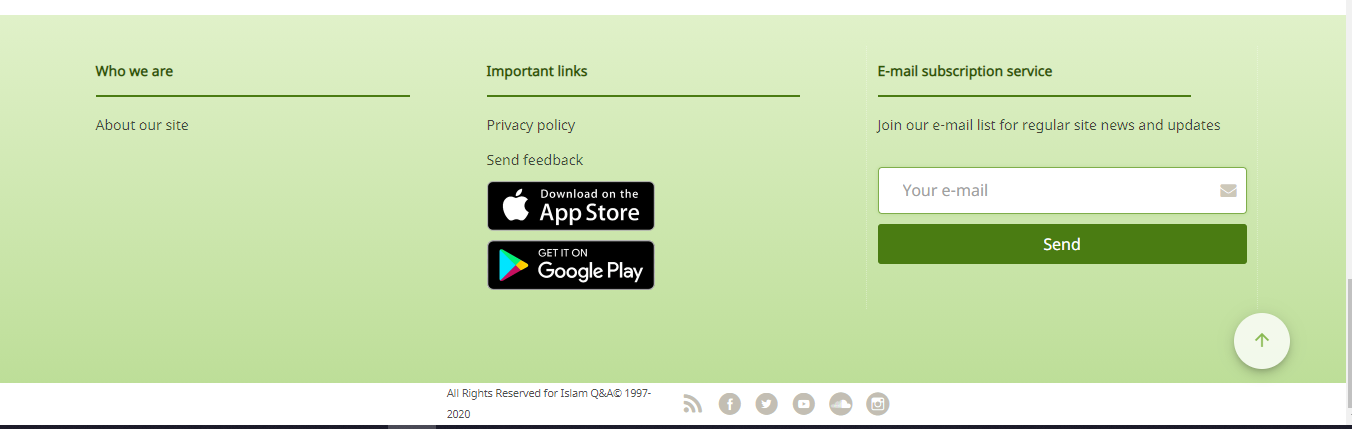 Who we are
About our site
Important links
Privacy policy
Send feedback
Download on the
App Store
GET IT ON
Google Play
E-mail subscription service
Join our e-mail list for regular site news and updates
Your e-mail
Send
All Rights Reserved for Islam Q&A© 1997-
2020